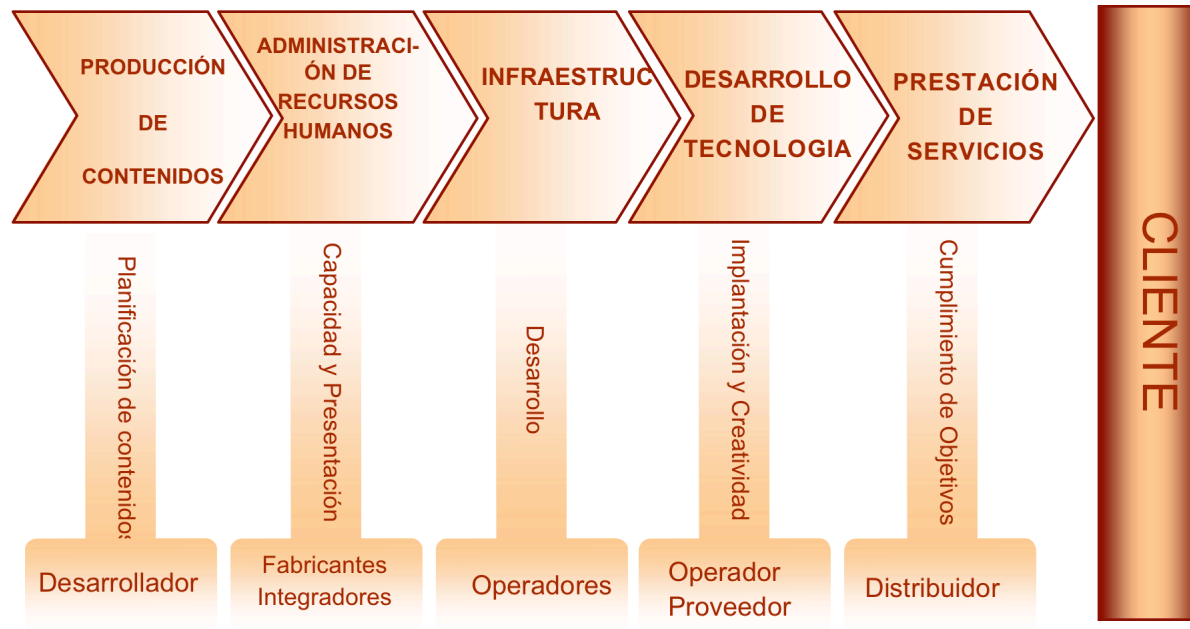 PRODUCCIÓN
DE
CONTENIDOS
ADMINISTRACI-
ÓN DE
RECURSOS
HUMANOS
INFRAESTRUC
TURA
DESARROLLO
DE
TECNOLOGIA
PRESTACIÓN
DE
SERVICIOS
CLIENTE
Planificación de contenidos
Capacidad y Presentación
Desarrollo
Implantación y Creatividad
Cumplimiento de Objetivos
Desarrollador
Fabricantes
Integradores
Operadores
Operador
Proveedor
Distribuidor